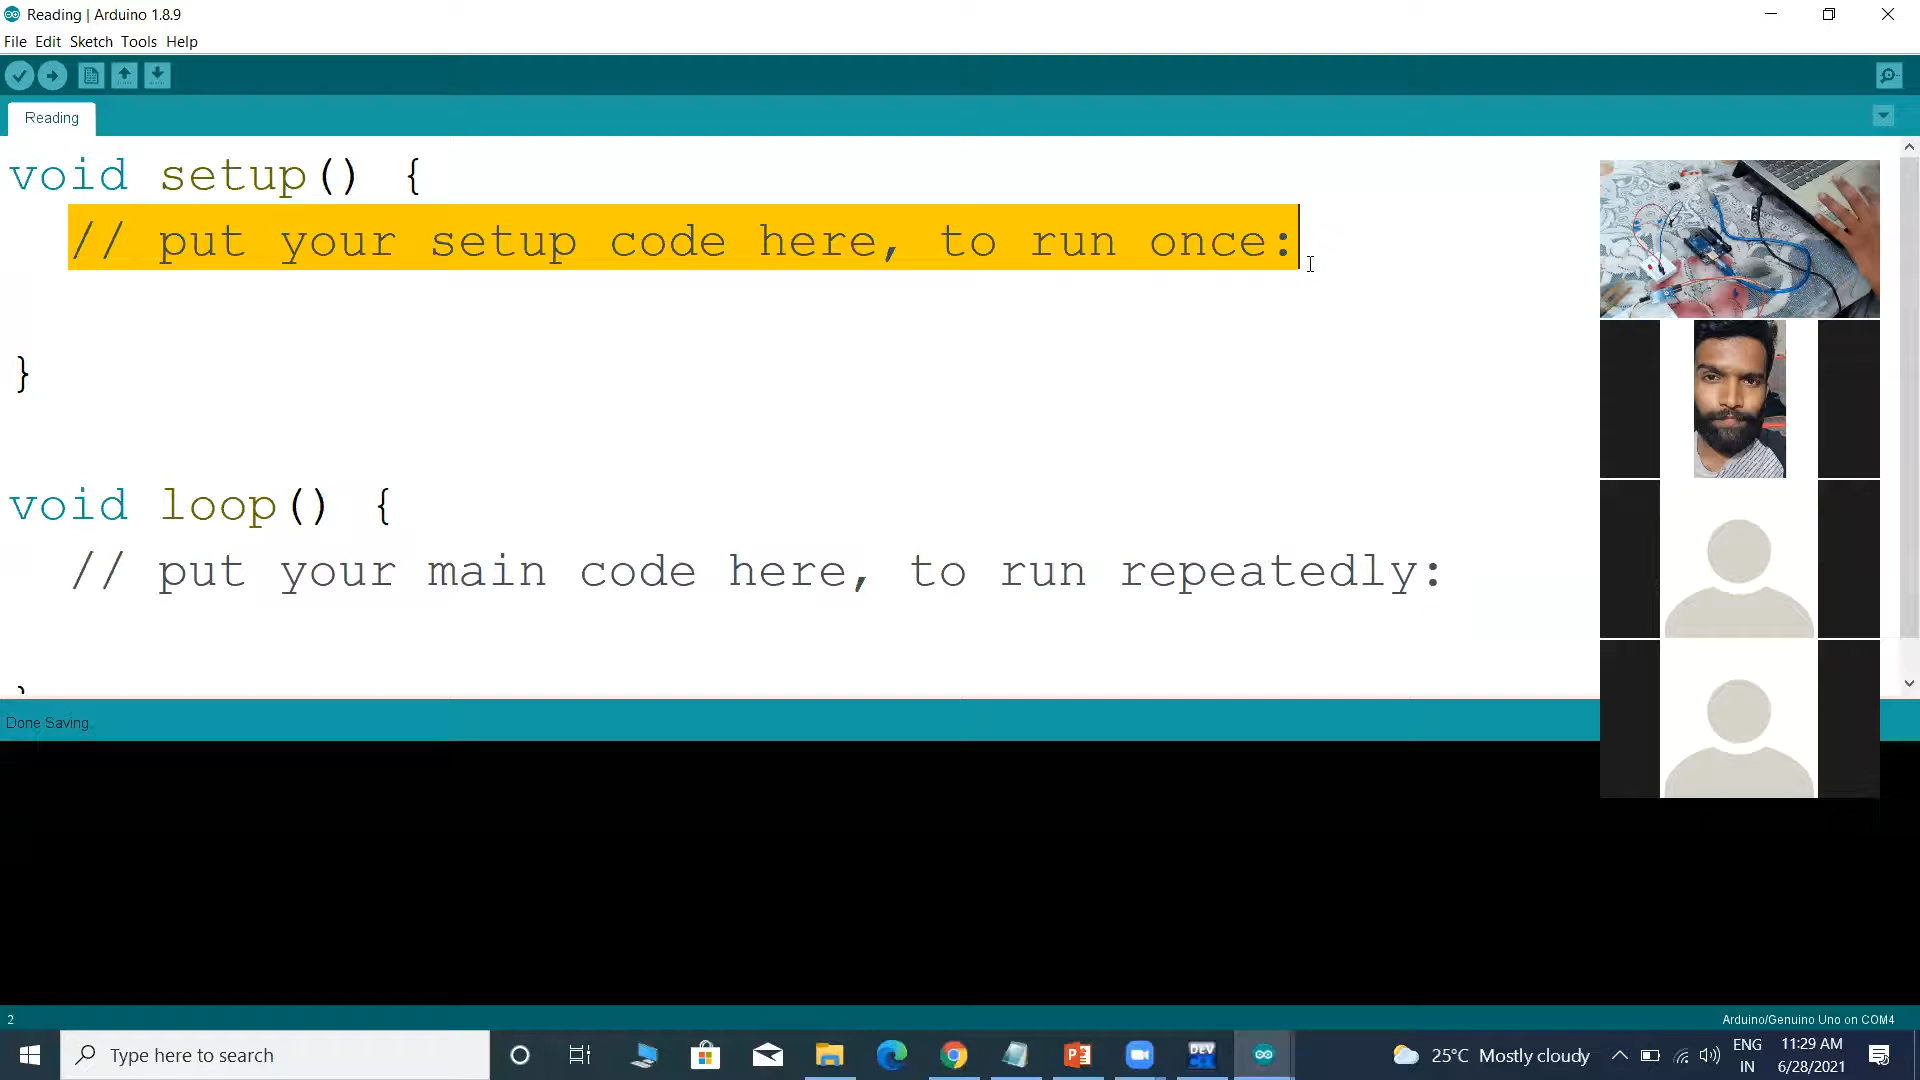 Reading | Arduino 1.8.9
File Edit Sketch Tools Help
Reading
void setup() {
// put your setup code here, to run once:
}
void loop() {
// put your main code here, to run repeatedly:
}
Done Saving.
2
Arduino/Genuino Uno on COM4
Type here to search
DEV
25°C Mostly cloudy
ENG
IN
11:29 AM
6/28/2021